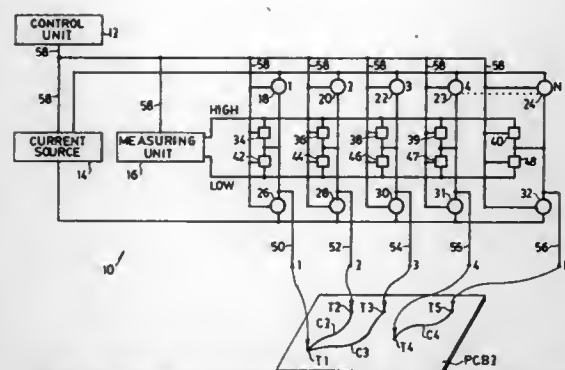 CONTROL UNIT 12
58 58 58 58 58 58
58 58
1 2 3 4 N
18 20 22 23 24
HIGH
CURRENT SOURCE MEASURING UNIT
34 36 38 39 40
42 44 46 47 48
14 16
LOW
26 28 30 31 32
50 52 54 55 56
10
1 2 3 4
T2 T3 T5
C2 C3 T4 C4
T1 PCB2